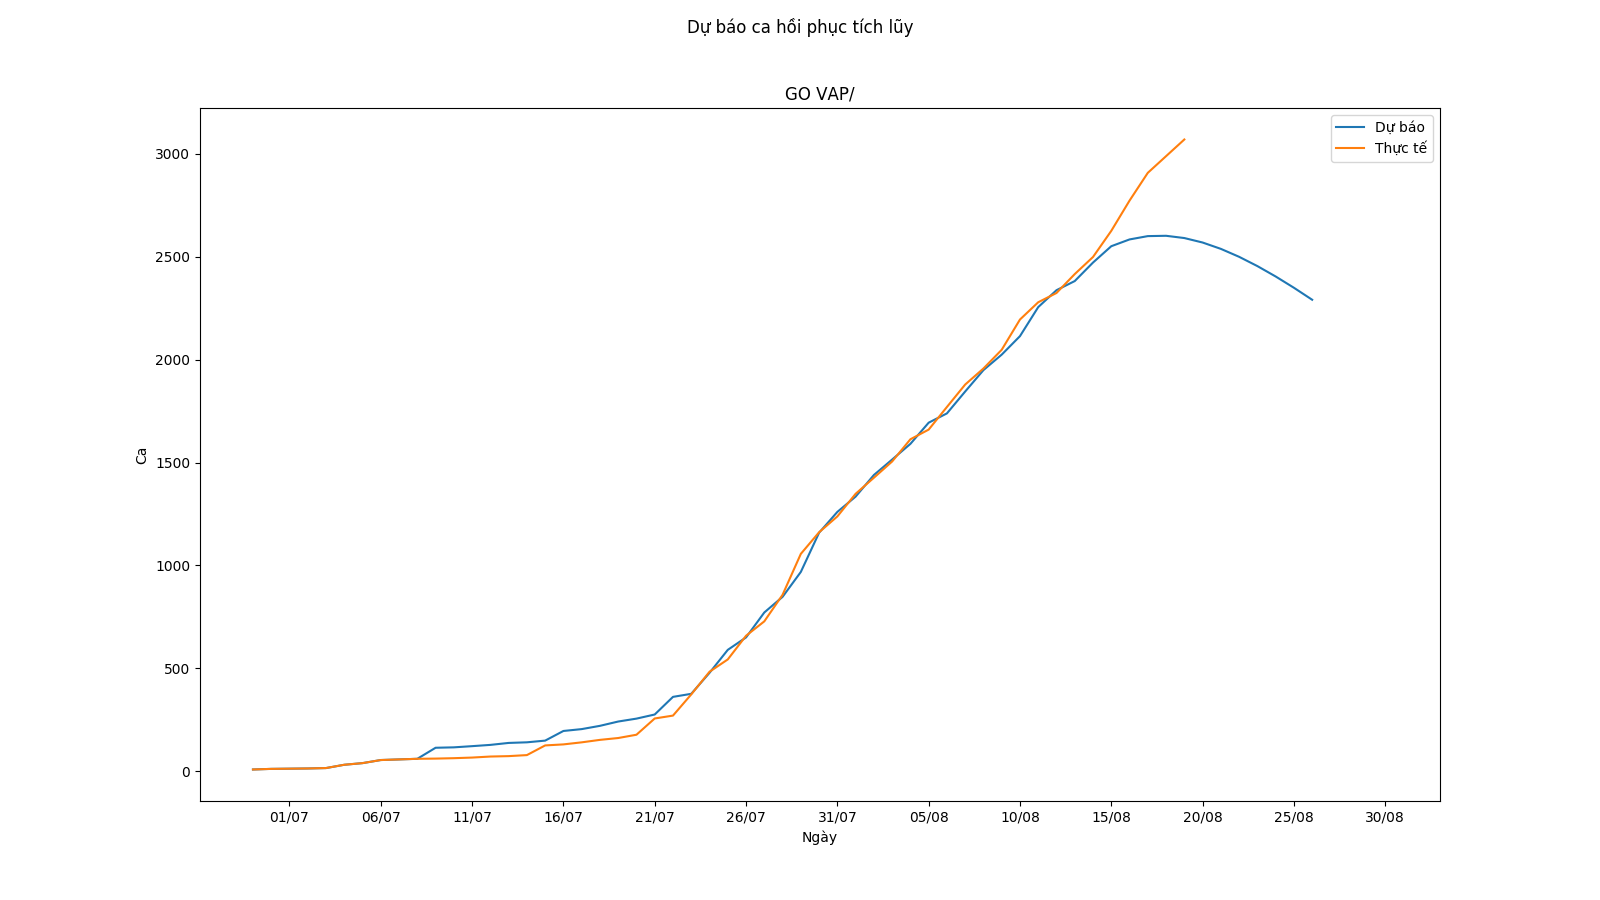 Dự báo ca hồi phục tích lũy
GO VAP/
Dự báo
Thực tế
3000
2500
2000
1500
1000
500
0
Ca
01/07 06/07 11/07 16/07 21/07 26/07 31/07 05/08 10/08 15/08 20/08 25/08 30/08
Ngày